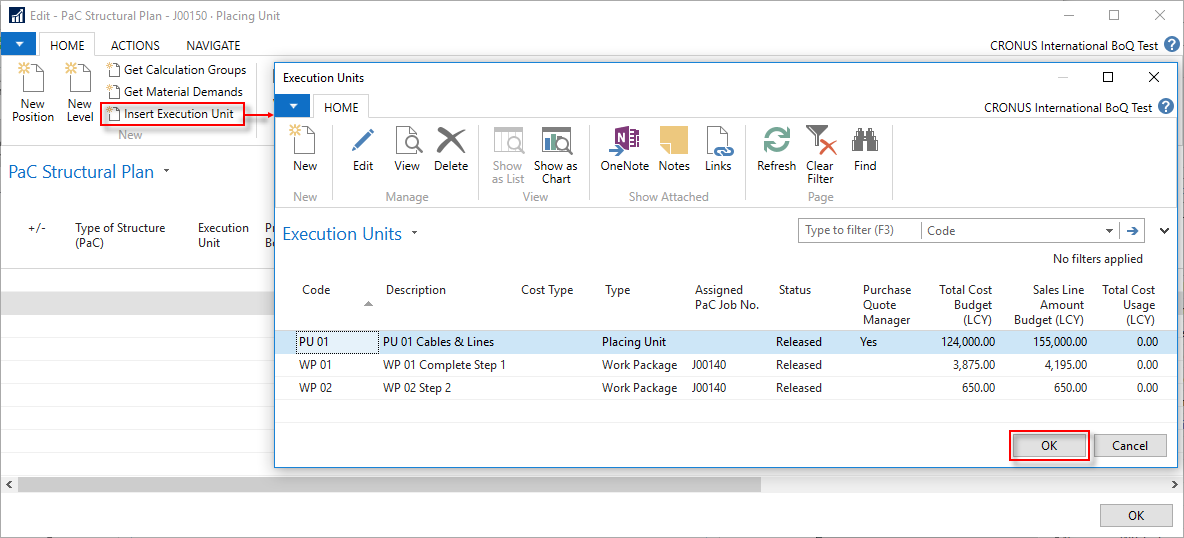 Edit - PaC Structural Plan - J00150 · Placing Unit
HOME ACTIONS NAVIGATE
CRONUS International BoQ Test ?
New Position
New Level
Get Calculation Groups
Get Material Demands
Insert Execution Unit
New
PaC Structural Plan
+/- Type of Structure (PaC) Execution Unit
Execution Units
HOME
CRONUS International BoQ Test ?
New
Edit View Delete
Show as List
Show as Chart
OneNote Notes Links
Refresh
Clear Filter
Find
New Manage View Show Attached Page
Execution Units
Type to filter (F3) Code
No filters applied
Code Description Cost Type Type Assigned PaC Job No. Status Purchase Quote Manager Total Cost Budget (LCY) Sales Line Amount Budget (LCY) Total Cost Usage (LCY)
PU 01 PU 01 Cables & Lines Placing Unit Released Yes 124,000.00 155,000.00 0.00
WP 01 WP 01 Complete Step 1 Work Package J00140 Released 3,875.00 4,195.00 0.00
WP 02 WP 02 Step 2 Work Package J00140 Released 650.00 650.00 0.00
OK Cancel
OK